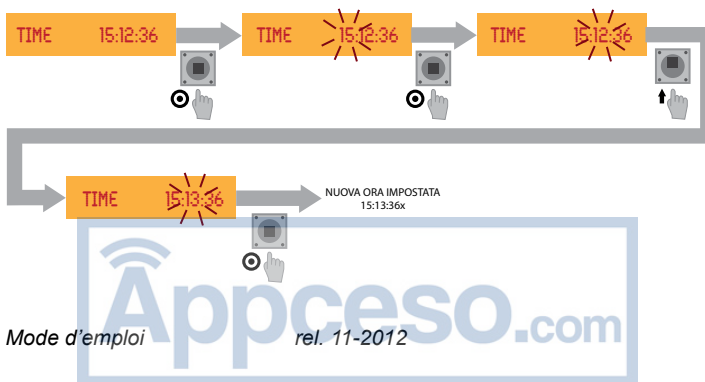 TIME 15:12:36
TIME 15:12:36
TIME 15:12:36
TIME 15:13:36
NUOVA ORA IMPOSTATA
15:13:36x
Appceso.com
Mode d'emploi rel. 11-2012